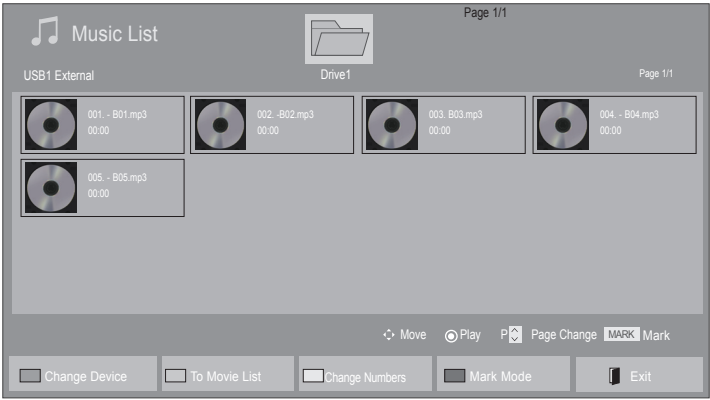 Page 1/1
Music List
USB1 External
Drive1
Page 1/1
001. - B01.mp3
00:00
002. -B02.mp3
00:00
003. B03.mp3
00:00
004. - B04.mp3
00:00
005. - B05.mp3
00:00
Move Play P Page Change MARK Mark
Change Device To Movie List Change Numbers Mark Mode Exit